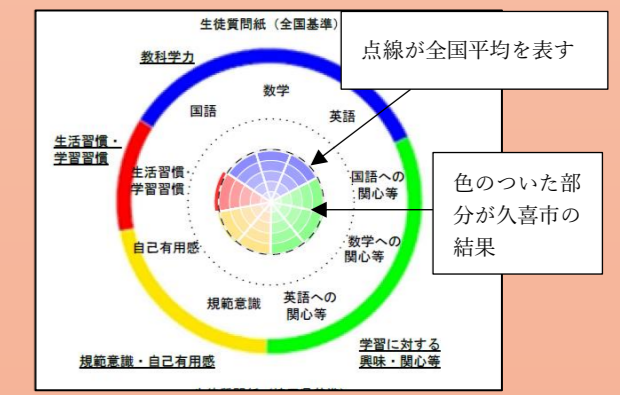 生徒質問紙(全国基準)
点線が全国平均を表す
教科学力
数学
国語
英語
生活習慣・
学習習慣
生活習慣・
学習習慣
国語への
関心等
色のついた部
分が久喜市の
結果
自己有用感
数学への
関心等
規範意識
英語への
関心等
規範意識・自己有用感
学習に対する
興味・関心等